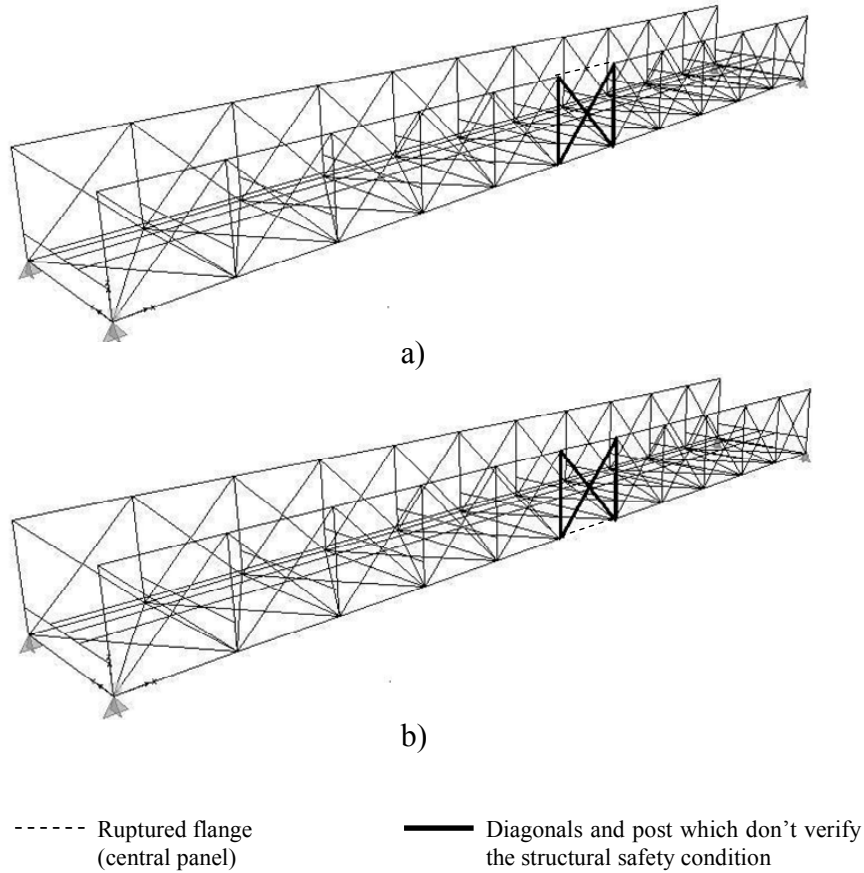 a)
b)
Ruptured flange
(central panel)
Diagonals and post which don't verify
the structural safety condition